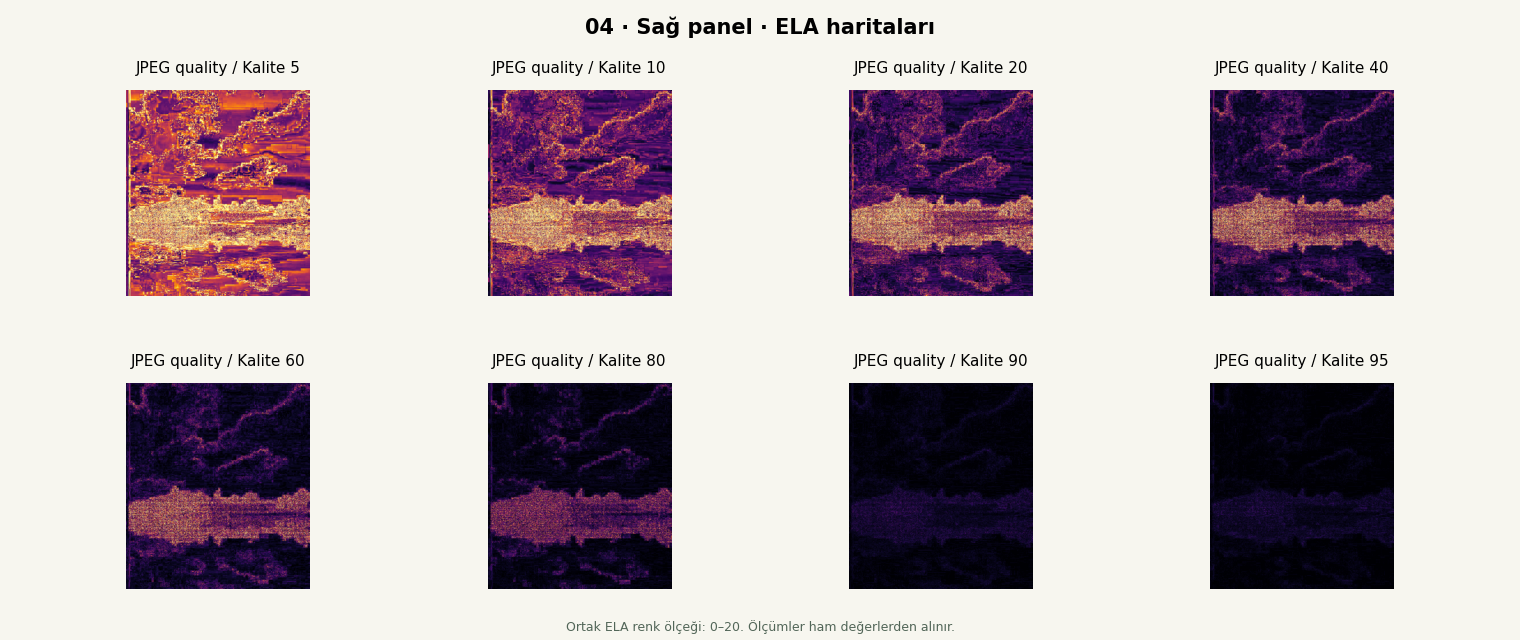 04 · Sağ panel · ELA haritaları
JPEG quality / Kalite 5
JPEG quality / Kalite 10
JPEG quality / Kalite 20
JPEG quality / Kalite 40
JPEG quality / Kalite 60
JPEG quality / Kalite 80
JPEG quality / Kalite 90
JPEG quality / Kalite 95
Ortak ELA renk ölçeği: 0–20. Ölçümler ham değerlerden alınır.